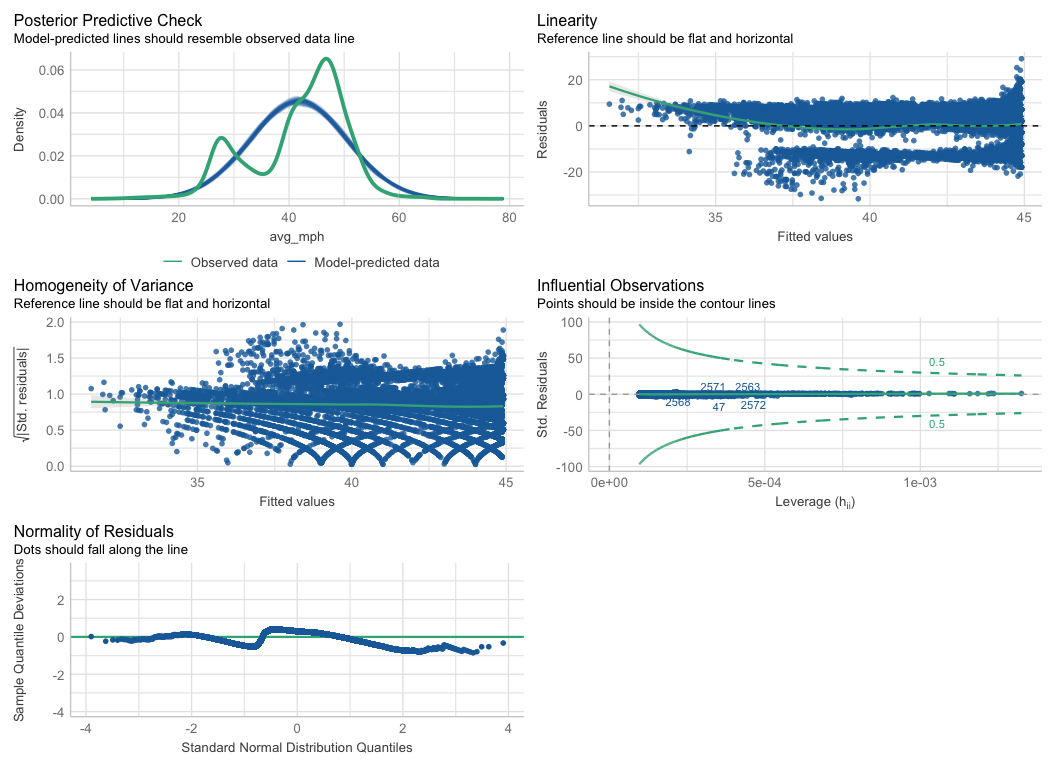 Posterior Predictive Check
Model-predicted lines should resemble observed data line
0.06
0.04
0.02
0.00
Density
20 40 60 80
avg_mph
Observed data Model-predicted data
Linearity
Reference line should be flat and horizontal
20
0
-20
Residuals
35 40 45
Fitted values
Homogeneity of Variance
Reference line should be flat and horizontal
2.0
1.5
1.0
0.5
0.0
√|Std. residuals|
35 40 45
Fitted values
Influential Observations
Points should be inside the contour lines
100
50
0
-50
-100
Std. Residuals
0.5
2571 2563
2568 47 2572
0.5
0e+00 5e-04 1e-03
Leverage (hii)
Normality of Residuals
Dots should fall along the line
2
0
-2
-4
Sample Quantile Deviations
-4 -2 0 2 4
Standard Normal Distribution Quantiles